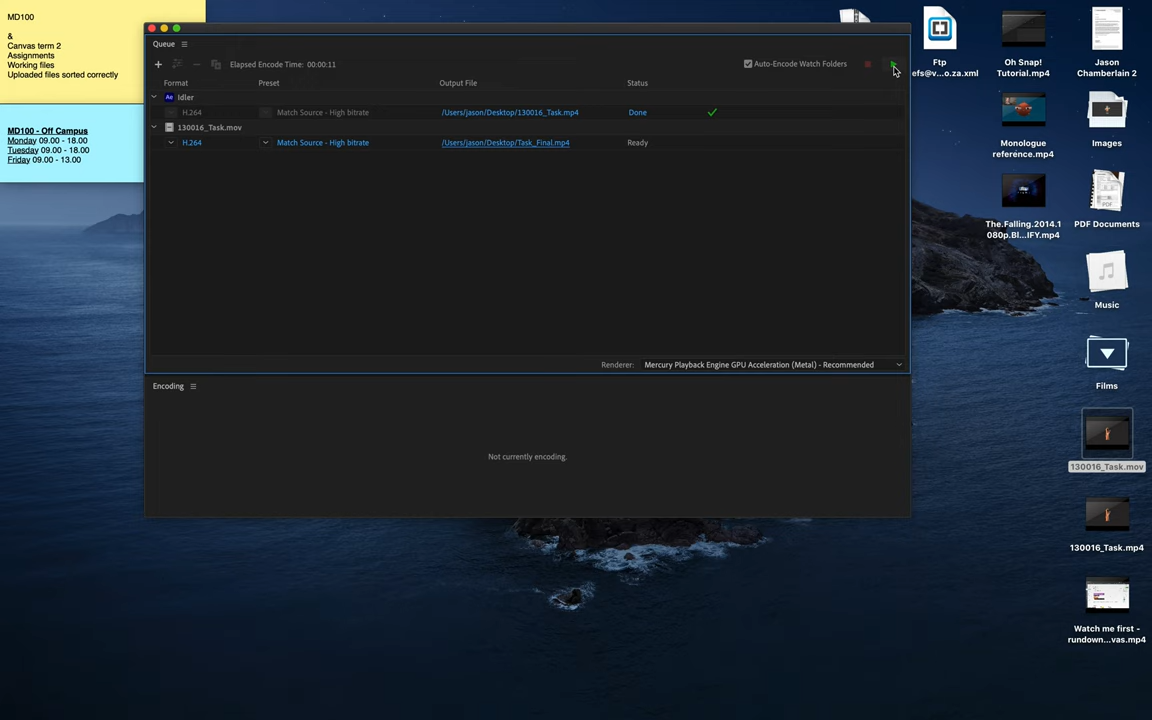 MD100
&
Canvas term 2
Assignments
Working files
Uploaded files sorted correctly
MD100 - Off Campus
Monday 09.00 - 18.00
Tuesday 09.00 - 18.00
Friday 09.00 - 13.00
Queue
Elapsed Encode Time: 00:00:11
Auto-Encode Watch Folders
Format Preset Output File Status
Ae Idler
H.264 Match Source - High bitrate /Users/jason/Desktop/130016_Task.mp4 Done
130016_Task.mov
H.264 Match Source - High bitrate /Users/jason/Desktop/Task_Final.mp4 Ready
Renderer: Mercury Playback Engine GPU Acceleration (Metal) - Recommended
Encoding
Not currently encoding.
Ftp
efs@v...o.za.xml
Oh Snap!
Tutorial.mp4
Jason
Chamberlain 2
Monologue
reference.mp4
Images
The.Falling.2014.1
080p.Bl...IFY.mp4
PDF
PDF Documents
Music
Films
130016_Task.mov
130016_Task.mp4
Watch me first -
rundown...vas.mp4